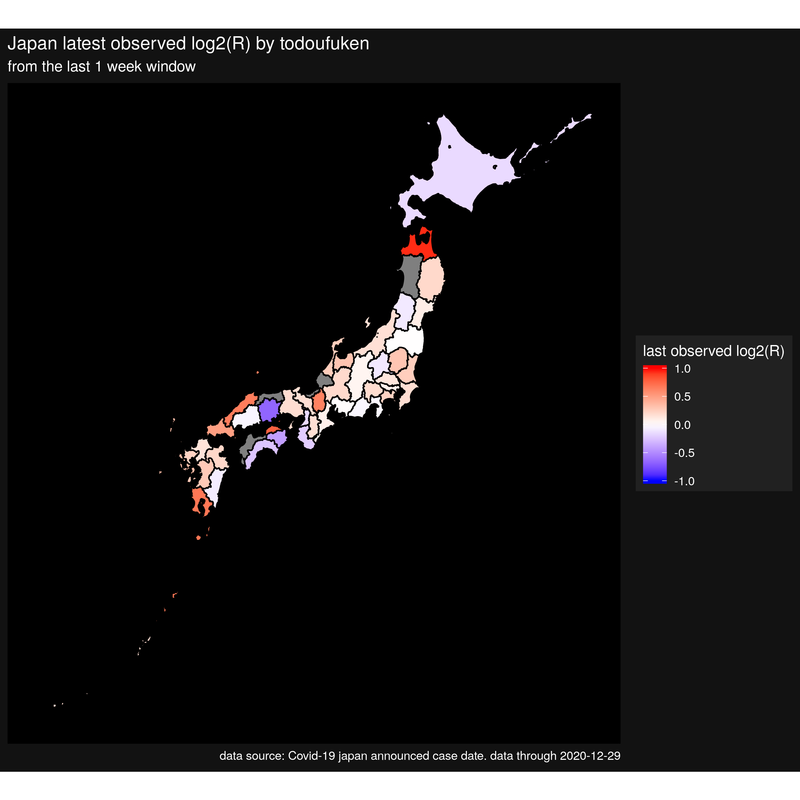 Japan latest observed log2(R) by todoufuken
from the last 1 week window
last observed log2(R)
1.0
0.5
0.0
-0.5
-1.0
data source: Covid-19 japan announced case date. data through 2020-12-29